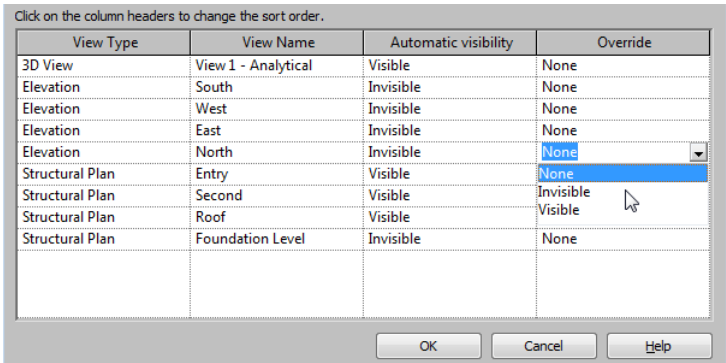 Click on the column headers to change the sort order.
View Type View Name Automatic visibility Override
3D View View 1 - Analytical Visible None
Elevation South Invisible None
Elevation West Invisible None
Elevation East Invisible None
Elevation North Invisible None
Structural Plan Entry Visible None
Structural Plan Second Visible Invisible
Structural Plan Roof Visible Visible
Structural Plan Foundation Level Invisible None
OK Cancel Help